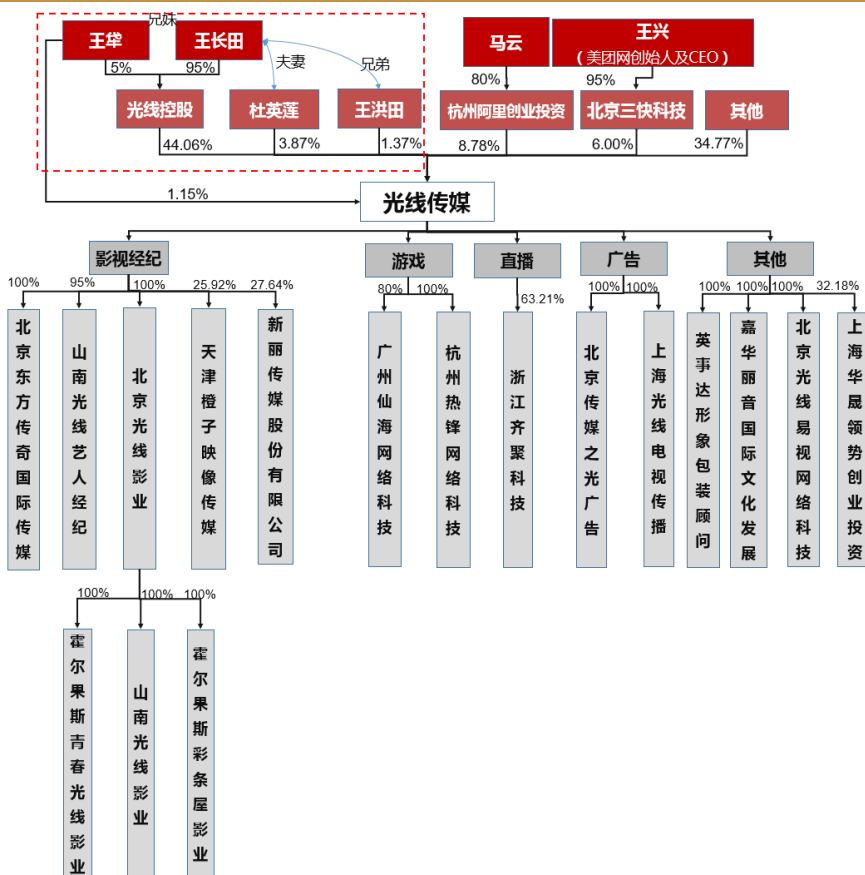 兄妹
王牮
王长田
马云
王兴
（美团网创始人及CEO）
5%
95%
夫妻
兄弟
80%
95%
光线控股
杜英莲
王洪田
杭州阿里创业投资
北京三快科技
其他
44.06%
3.87%
1.37%
8.78%
6.00%
34.77%
1.15%
光线传媒
影视经纪
游戏
直播
广告
其他
100%
95%
100%
25.92%
27.64%
80%
100%
63.21%
100%
100%
100%
100%
100%
32.18%
北京东方传奇国际传媒
山南光线艺人经纪
北京光线影业
天津橙子映像传媒
新丽传媒股份有限公司
广州仙海网络科技
杭州热锋网络科技
浙江齐聚科技
北京传媒之光广告
上海光线电视传播
英事达形象包装顾问
嘉华丽音国际文化发展
北京光线易视网络科技
上海华晟领势创业投资
100%
100%
100%
霍尔果斯青春光线影业
山南光线影业
霍尔果斯彩条屋影业